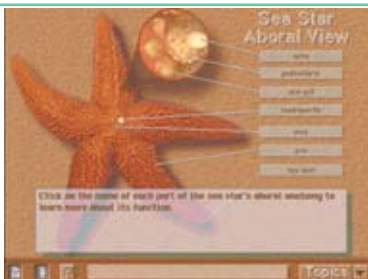 Sea Star
Aboral View
spine
pedicellaria
skin gill
madreporite
anus
arm
eye spot
Click on the name of each part of the sea star's aboral anatomy to
learn more about its function.
Topics